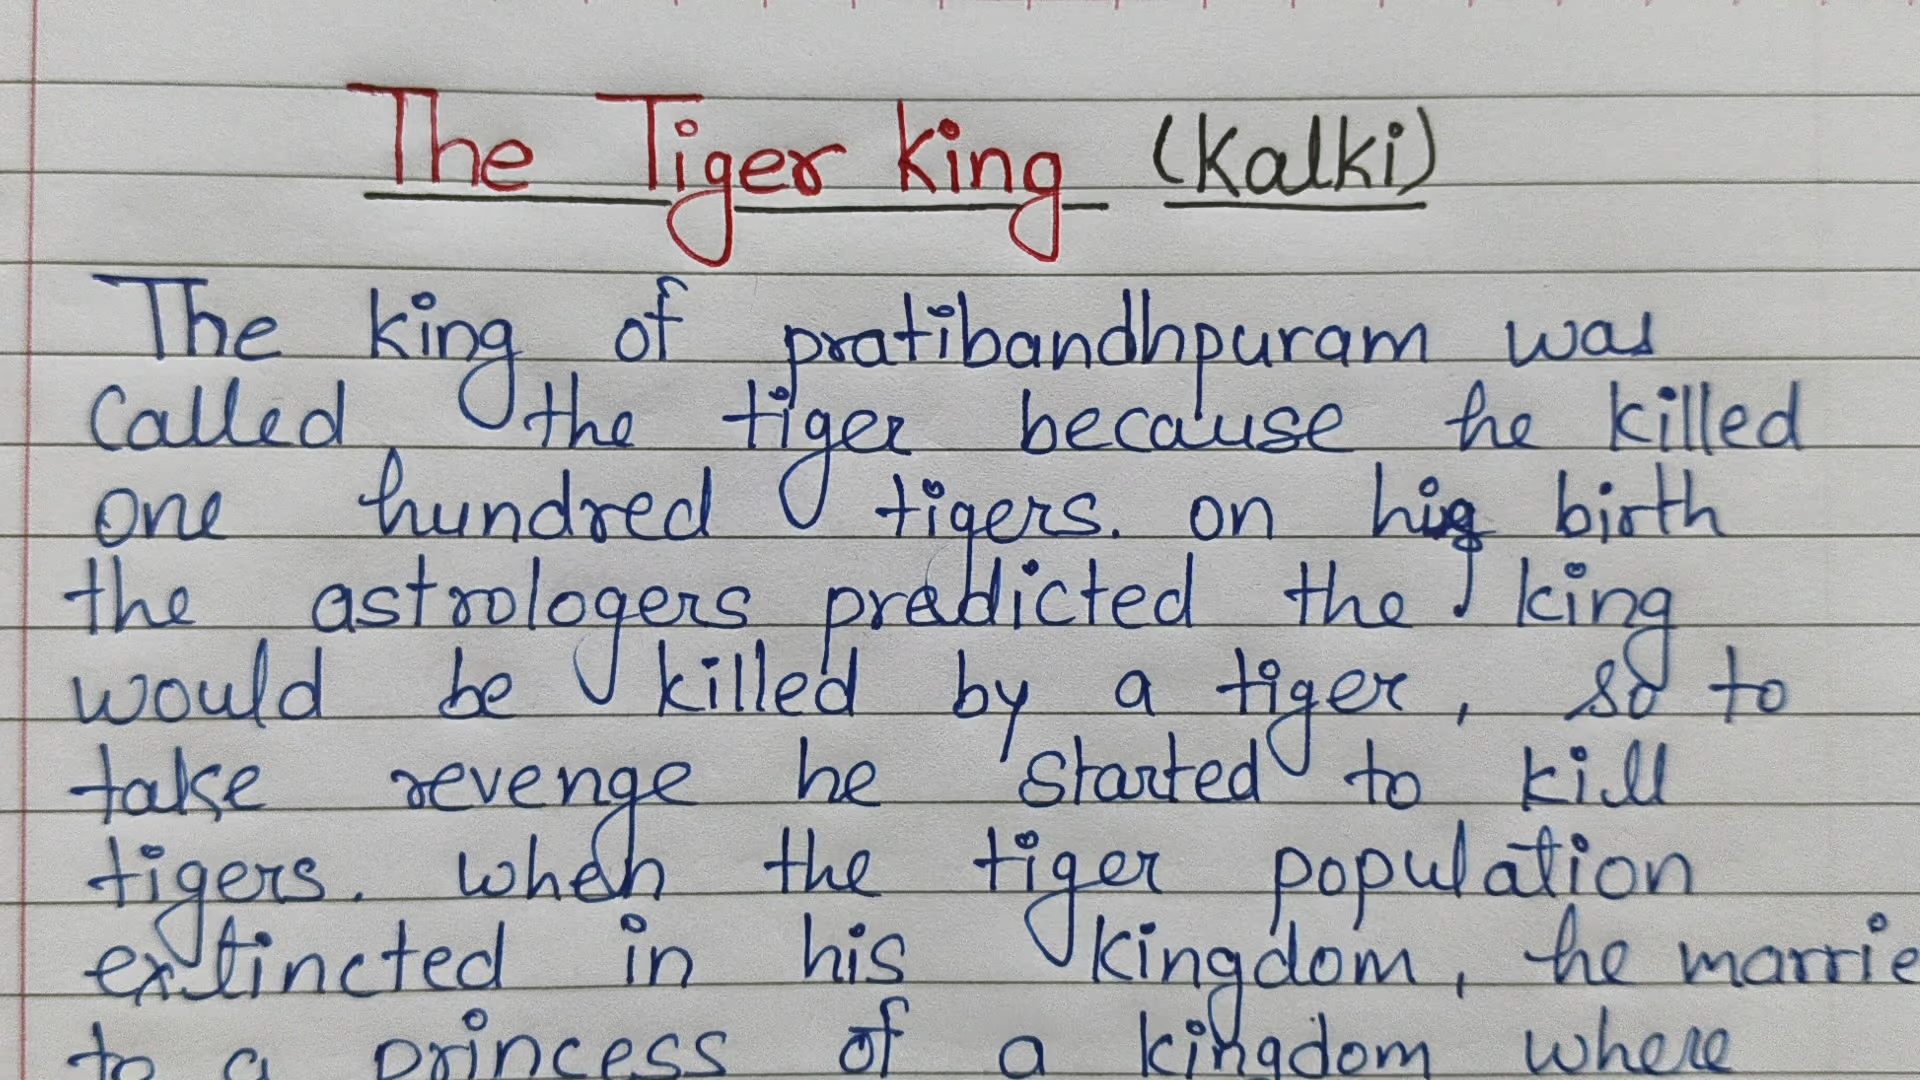 The Tiger king (Kalki)
The king of pratibandhpuram was
Called the tiger because he killed
one hundred tigers. on his birth
the astrologers predicted the king
would be killed by a tiger, so to
take revenge he started to kill
tigers. when the tiger population
extincted in his kingdom, he marrie
to a princess of a kingdom where